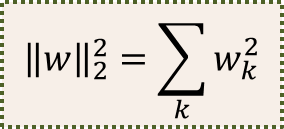 ‖w‖₂² = ∑ₖ wₖ²